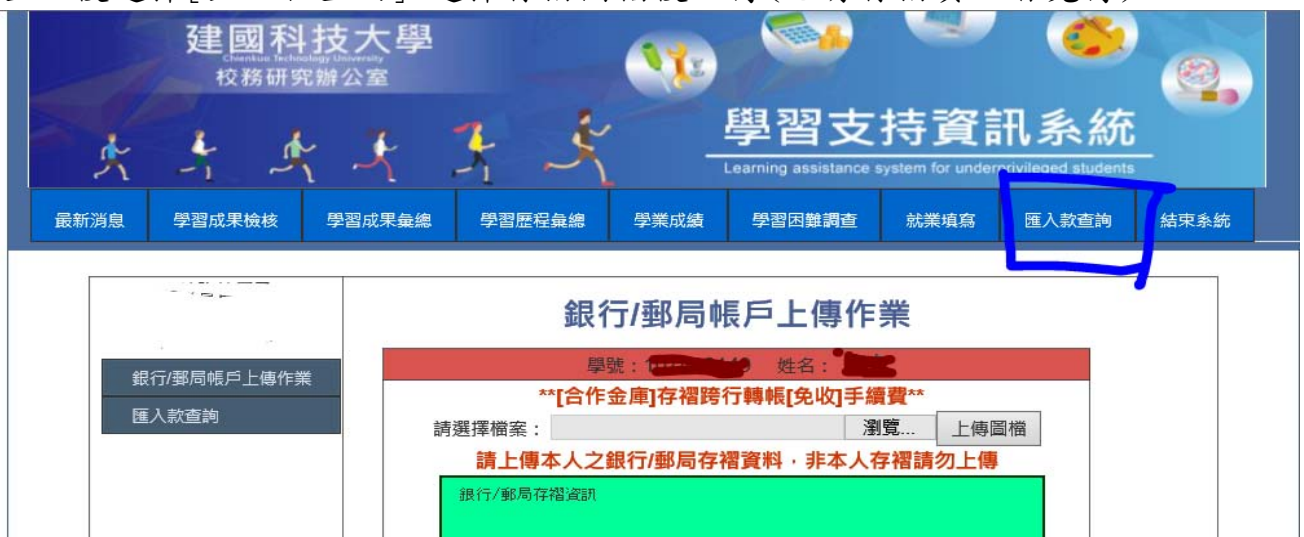 建國科技大學
Chienkuo Technology University
校務研究辦公室
學習支持資訊系統
Learning assistance system for underprivileged students
最新消息 學習成果檢核 學習成果彙總 學習歷程彙總 學業成績 學習困難調查 就業填寫 匯入款查詢 結束系統
銀行/郵局帳戶上傳作業
匯入款查詢
銀行/郵局帳戶上傳作業
學號： 姓名：
**[合作金庫]存褶跨行轉帳[免收]手續費**
請選擇檔案： 瀏覽... 上傳圖檔
請上傳本人之銀行/郵局存褶資料，非本人存褶請勿上傳
銀行/郵局存褶資訊